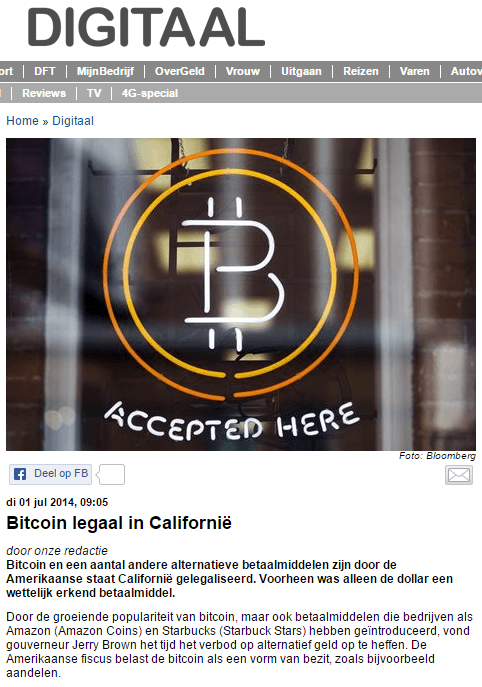 DIGITAAL
ort | DFT | MijnBedrijf | OverGeld | Vrouw | Uitgaan | Reizen | Varen | Autov
| Reviews | TV | 4G-special
Home » Digitaal
B
ACCEPTED HERE
Foto: Bloomberg
Deel op FB
di 01 jul 2014, 09:05
Bitcoin legaal in Californië
door onze redactie
Bitcoin en een aantal andere alternatieve betaalmiddelen zijn door de
Amerikaanse staat Californië gelegaliseerd. Voorheen was alleen de dollar een
wettelijk erkend betaalmiddel.
Door de groeiende populariteit van bitcoin, maar ook betaalmiddelen die bedrijven als
Amazon (Amazon Coins) en Starbucks (Starbuck Stars) hebben geïntroduceerd, vond
gouverneur Jerry Brown het tijd het verbod op alternatief geld op te heffen. De
Amerikaanse fiscus belast de bitcoin als een vorm van bezit, zoals bijvoorbeeld
aandelen.